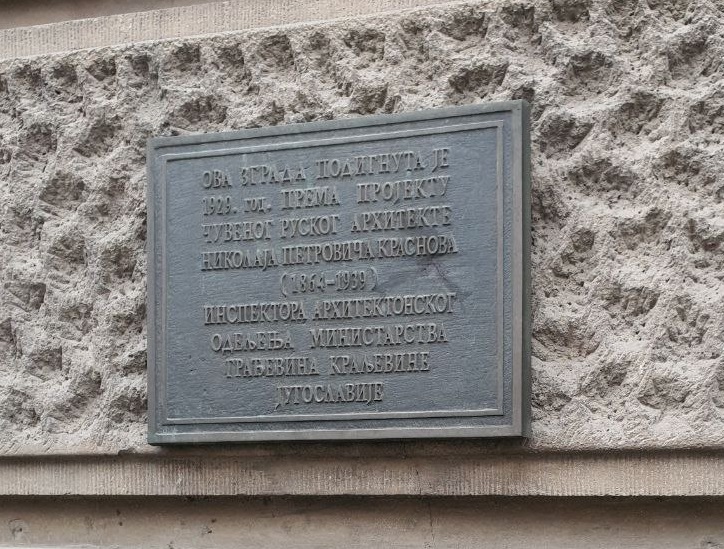 ОВА ЗГРАДА ПОДИГНУТА ЈЕ
1929. год. ПРЕМА ПРОЈЕКТУ
ЧУВЕНОГ РУСКОГ АРХИТЕКТЕ
НИКОЛАЈА ПЕТРОВИЧА КРАСНОВА
(1864-1939)
ИНСПЕКТОРА АРХИТЕКТОНСКОГ
ОДЕЉЕЊА МИНИСТАРСТВА
ГРАЂЕВИНА КРАЉЕВИНЕ
ЈУГОСЛАВИЈЕ